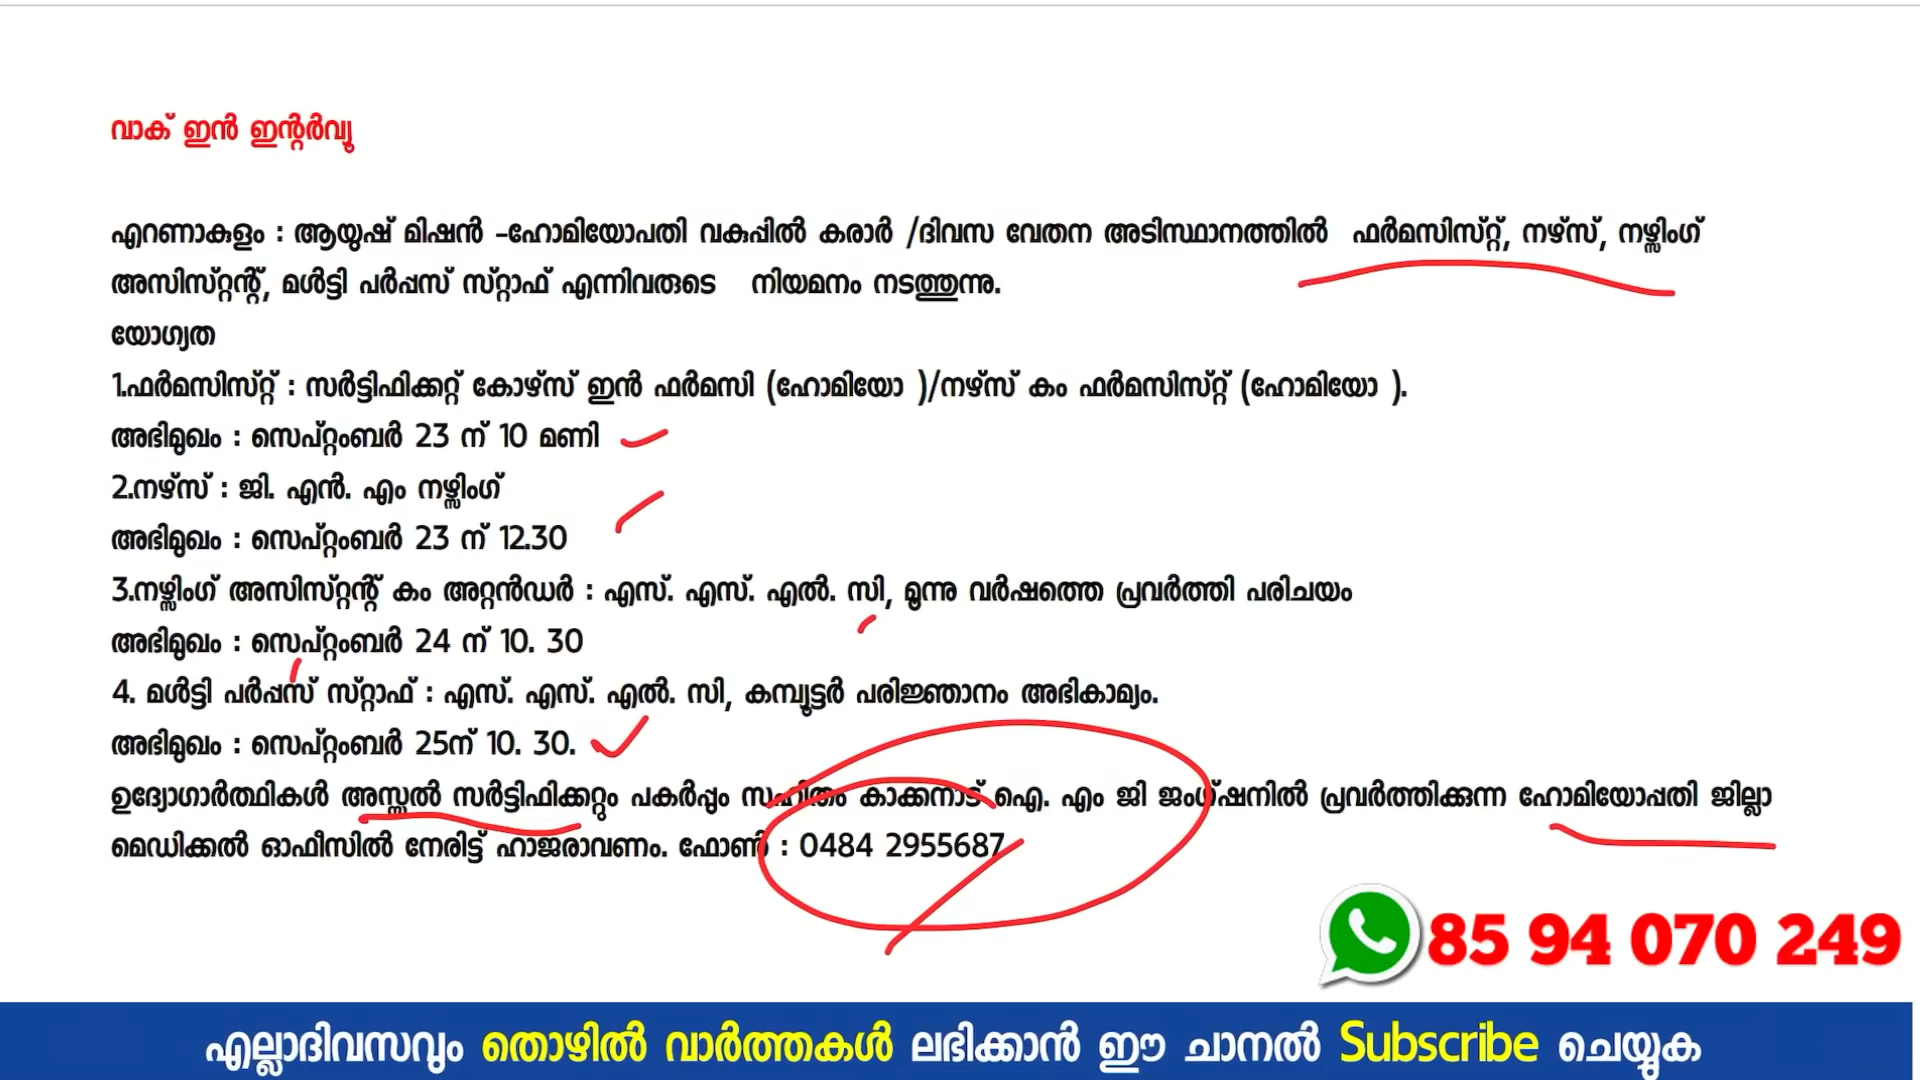 വാക് ഇൻ ഇന്റർവ്യൂ
എറണാകുളം : ആയുഷ് മിഷൻ –ഹോമിയോപതി വകുപ്പിൽ കരാർ /ദിവസ വേതന അടിസ്ഥാനത്തിൽ ഫർമസിസ്റ്റ്, നഴ്സ്, നഴ്സിംഗ്
അസിസ്റ്റന്റ്, മൾട്ടി പർപ്പസ് സ്റ്റാഫ് എന്നിവരുടെ നിയമനം നടത്തുന്നു.
യോഗ്യത
1.ഫർമസിസ്റ്റ് : സർട്ടിഫിക്കറ്റ് കോഴ്സ് ഇൻ ഫർമസി (ഹോമിയോ )/നഴ്സ് കം ഫർമസിസ്റ്റ് (ഹോമിയോ ).
അഭിമുഖം : സെപ്റ്റംബർ 23 ന് 10 മണി
2.നഴ്സ് : ജി. എൻ. എം നഴ്സിംഗ്
അഭിമുഖം : സെപ്റ്റംബർ 23 ന് 12.30
3.നഴ്സിംഗ് അസിസ്റ്റന്റ് കം അറ്റൻഡർ : എസ്. എസ്. എൽ. സി, മൂന്നു വർഷത്തെ പ്രവർത്തി പരിചയം
അഭിമുഖം : സെപ്റ്റംബർ 24 ന് 10. 30
4. മൾട്ടി പർപ്പസ് സ്റ്റാഫ് : എസ്. എസ്. എൽ. സി, കമ്പ്യൂട്ടർ പരിജ്ഞാനം അഭികാമ്യം.
അഭിമുഖം : സെപ്റ്റംബർ 25ന് 10. 30.
ഉദ്യോഗാർത്ഥികൾ അസ്സൽ സർട്ടിഫിക്കറ്റും പകർപ്പും സഹിതം കാക്കനാട് ഐ. എം ജി ജംഗ്ഷനിൽ പ്രവർത്തിക്കുന്ന ഹോമിയോപ്പതി ജില്ലാ
മെഡിക്കൽ ഓഫീസിൽ നേരിട്ട് ഹാജരാവണം. ഫോൺ : 0484 2955687
85 94 070 249
എല്ലാദിവസവും തൊഴിൽ വാർത്തകൾ ലഭിക്കാൻ ഈ ചാനൽ Subscribe ചെയ്യുക